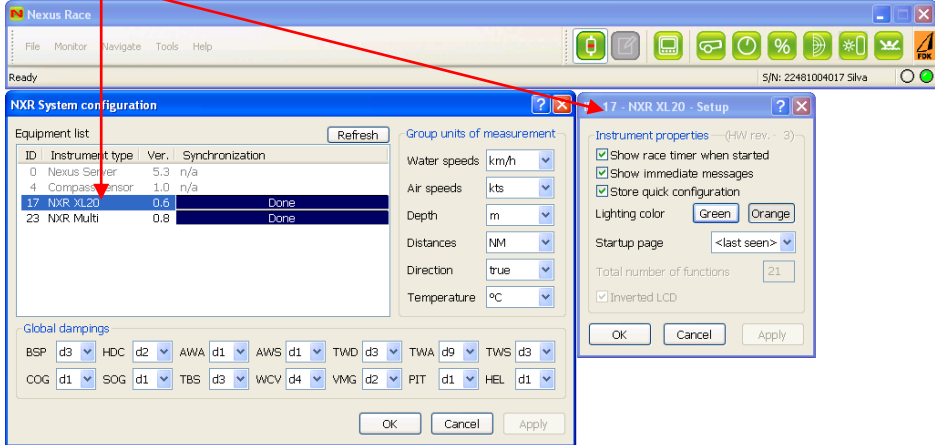 Nexus Race
File Monitor Navigate Tools Help
FDK
Ready
S/N: 22481004017 Silva
NXR System configuration
Equipment list
Refresh
ID Instrument type Ver. Synchronization
0 Nexus Server 5.3 n/a
4 Compass sensor 1.0 n/a
17 NXR XL20 0.6 Done
23 NXR Multi 0.8 Done
Group units of measurement
Water speeds km/h
Air speeds kts
Depth m
Distances NM
Direction true
Temperature ºC
Global dampings
BSP d3 HDC d2 AWA d1 AWS d1 TWD d3 TWA d9 TWS d3
COG d1 SOG d1 TBS d3 WCV d4 VMG d2 PIT d1 HEL d1
OK Cancel Apply
17 - NXR XL20 - Setup
Instrument properties (HW rev. - 3)
Show race timer when started
Show immediate messages
Store quick configuration
Lighting color Green Orange
Startup page <last seen>
Total number of functions 21
Inverted LCD
OK Cancel Apply